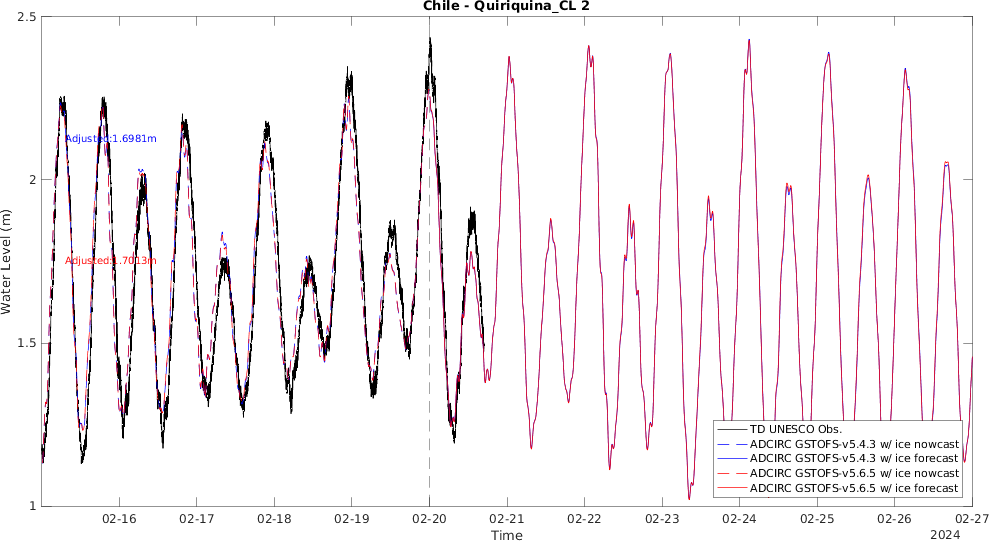 Chile - Quiriquina_CL 2
2.5
2
1.5
1
Water Level (m)
Adjusted:1.6981m
Adjusted:1.7013m
TD UNESCO Obs.
ADCIRC GSTOFS-v5.4.3 w/ ice nowcast
ADCIRC GSTOFS-v5.4.3 w/ ice forecast
ADCIRC GSTOFS-v5.6.5 w/ ice nowcast
ADCIRC GSTOFS-v5.6.5 w/ ice forecast
02-16 02-17 02-18 02-19 02-20 02-21 02-22 02-23 02-24 02-25 02-26 02-27
Time
2024